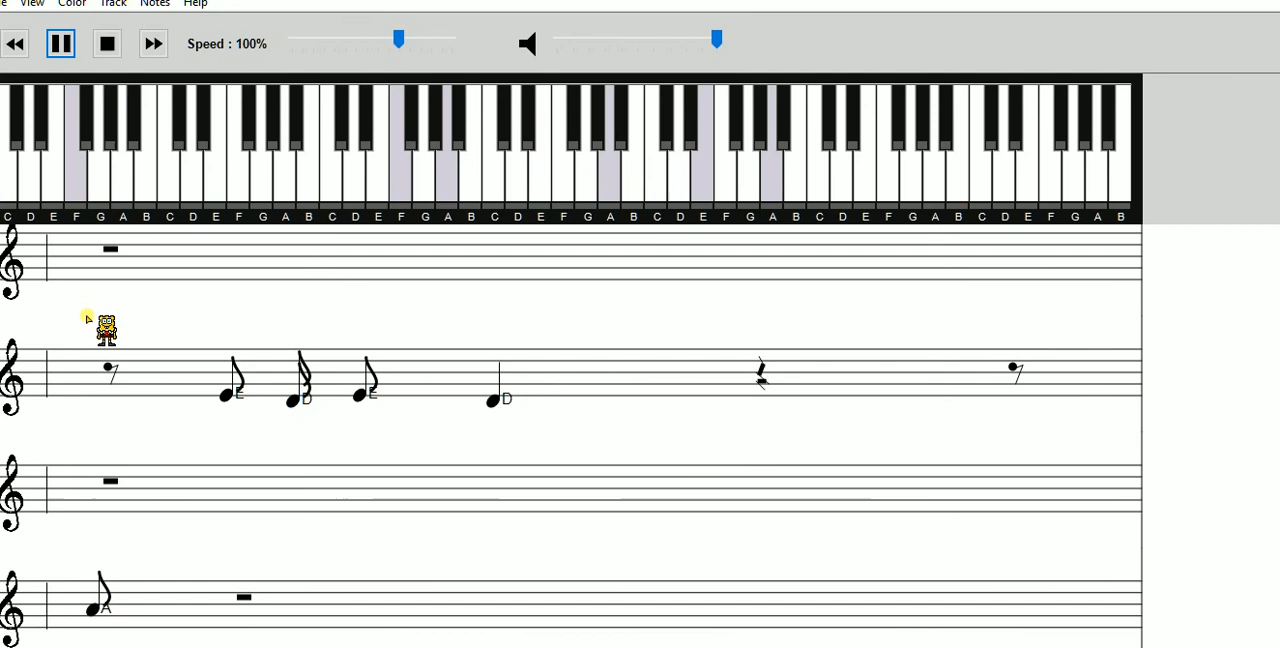 View Color Track Notes Help
Speed : 100%
C D E F G A B C D E F G A B C D E F G A B C D E F G A B C D E F G A B C D E F G A B C D E F G A B
E D E D
A